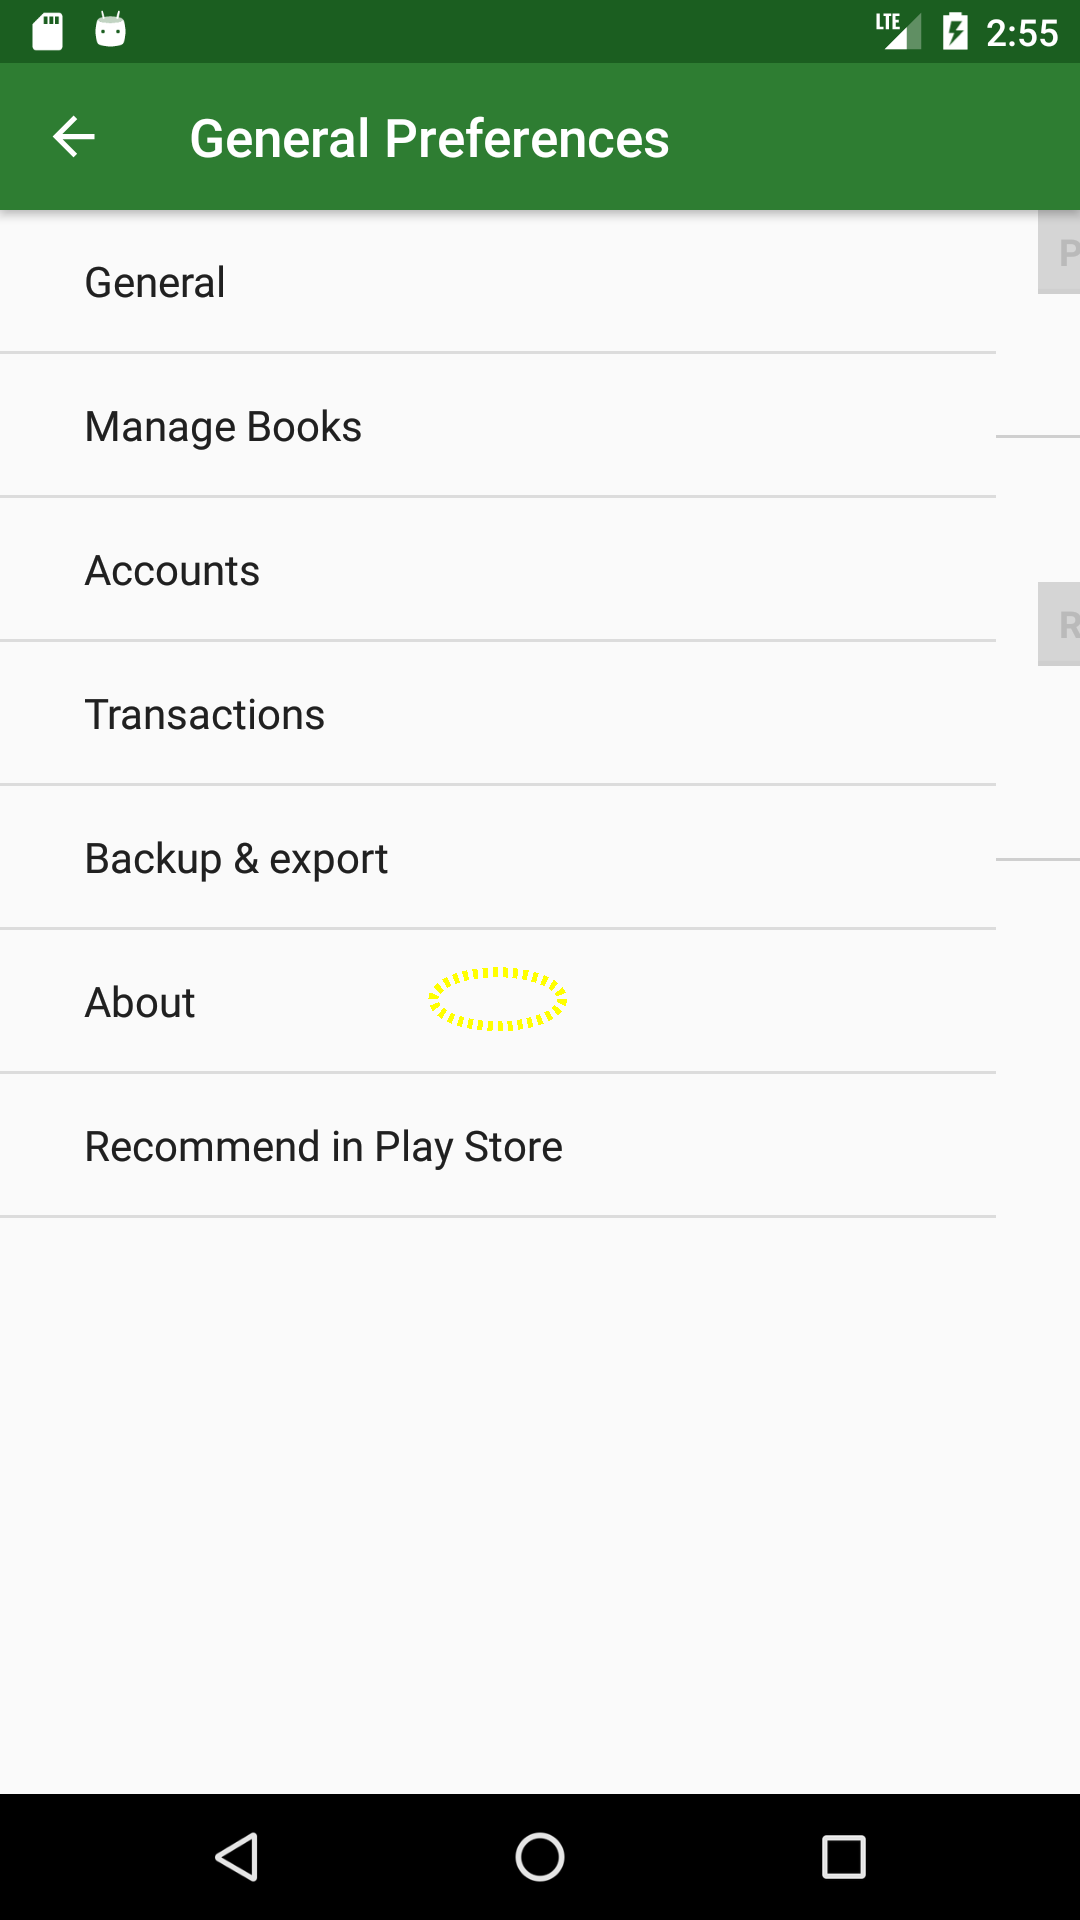 LTE 2:55
General Preferences
P
General
Manage Books
Accounts
R
Transactions
Backup & export
About
Recommend in Play Store